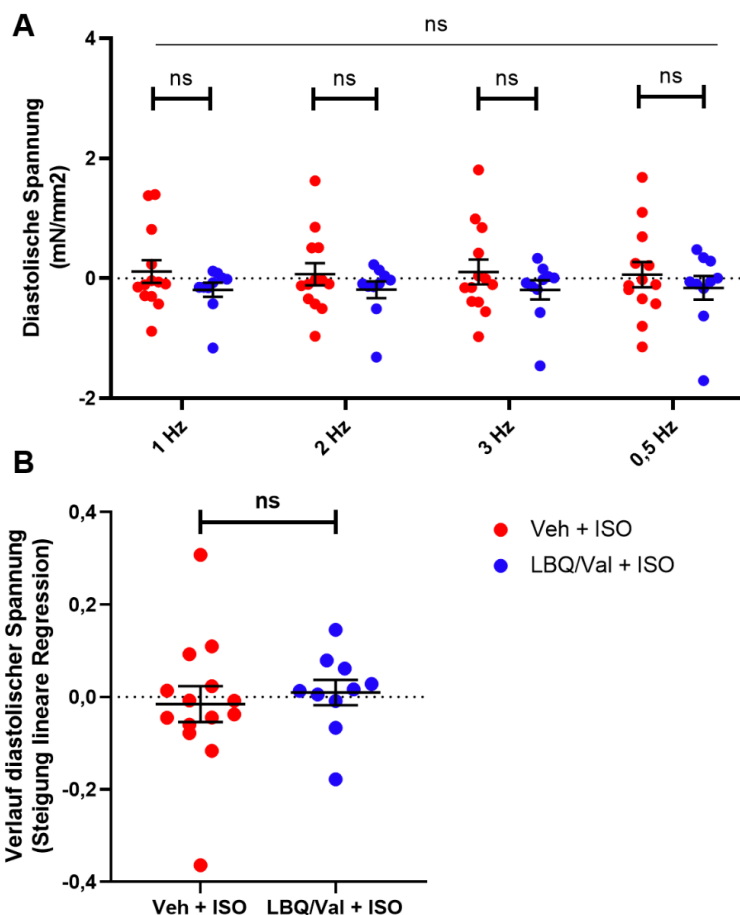 A
Diastolische Spannung
(mN/mm2)
4
2
0
-2
ns
ns
ns
ns
ns
1 Hz
2 Hz
3 Hz
0,5 Hz
B
Verlauf diastolischer Spannung
(Steigung lineare Regression)
0,4
0,2
0,0
-0,2
-0,4
ns
Veh + ISO
LBQ/Val + ISO
Veh + ISO
LBQ/Val + ISO